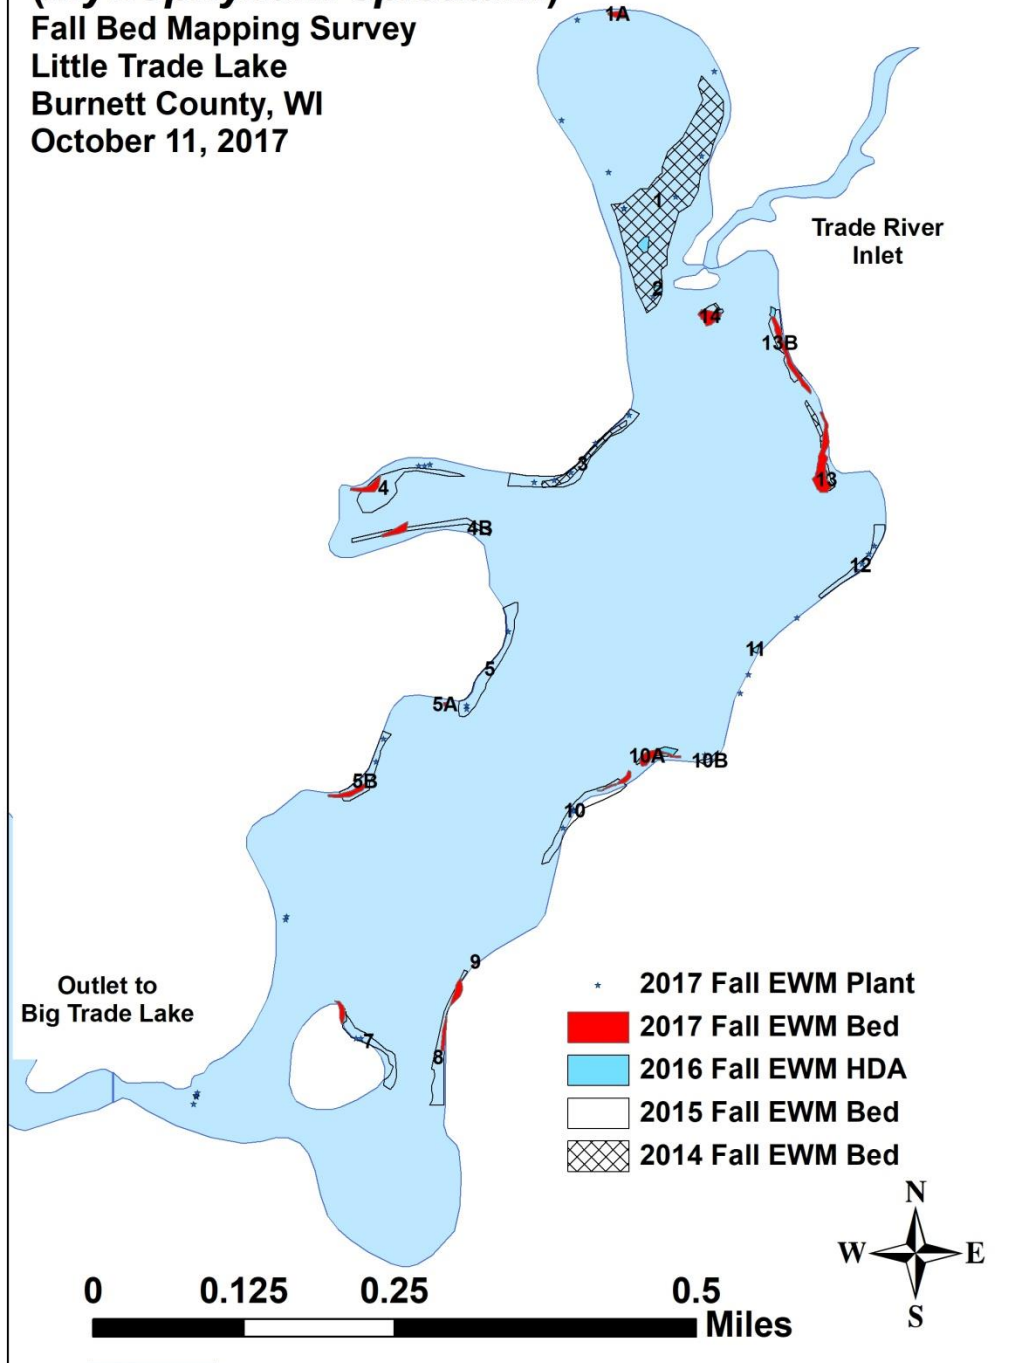 Fall Bed Mapping Survey
Little Trade Lake
Burnett County, WI
October 11, 2017
1A
1
Trade River
Inlet
2
14
13B
3
4
13
4B
12
11
5
5A
10A
10B
5B
10
9
Outlet to
Big Trade Lake
7
8
2017 Fall EWM Plant
2017 Fall EWM Bed
2016 Fall EWM HDA
2015 Fall EWM Bed
2014 Fall EWM Bed
N
W E
S
0 0.125 0.25 0.5
Miles